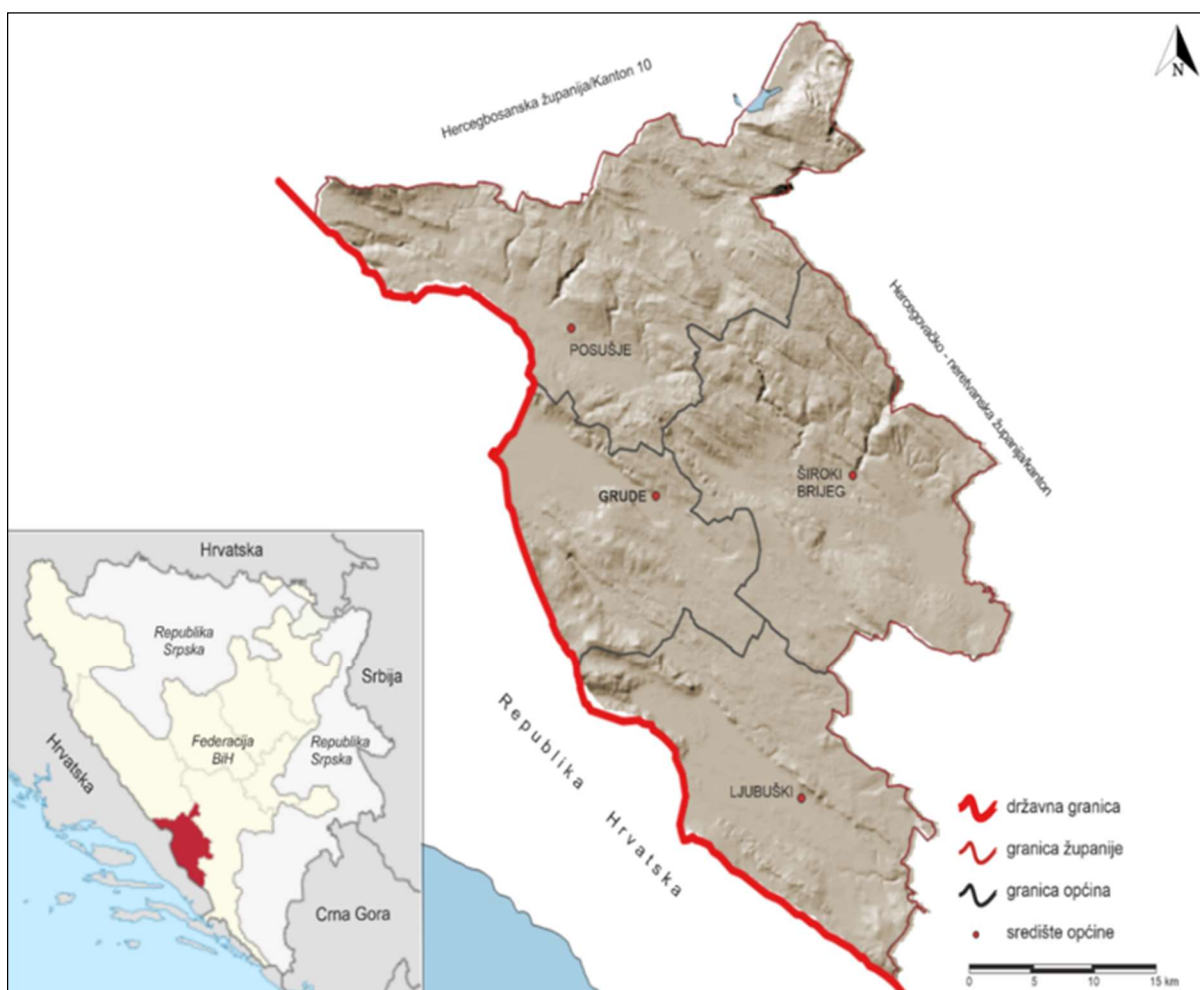 Hercegbosanska županija/Kanton 10
N
Hercegovačko - neretvanska županija/kanton
POSUŠJE
ŠIROKI
BRIJEG
GRUDE
LJUBUŠKI
Republika Hrvatska
Hrvatska
Republika
Srpska
Srbija
Federacija
BiH
Republika
Srpska
Hrvatska
Crna Gora
državna granica
granica županije
granica općina
središte općine
0 5 10 15 km